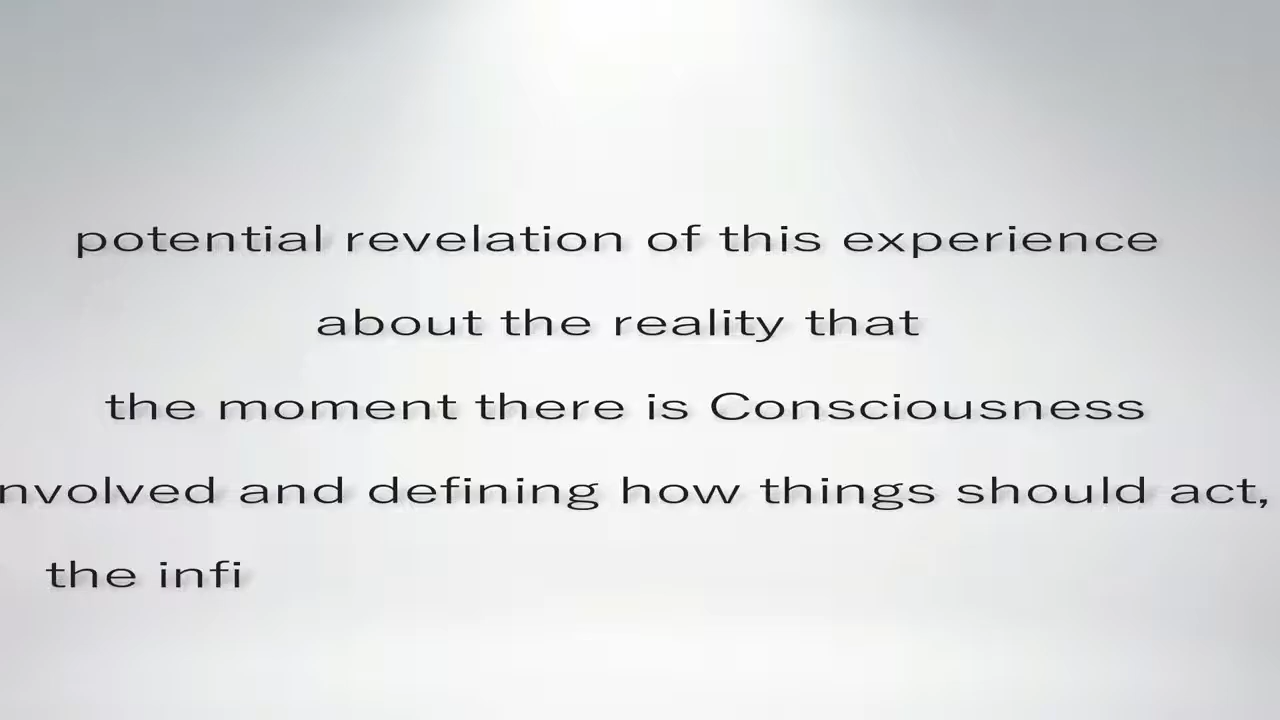 potential revelation of this experience
about the reality that
the moment there is Consciousness
nvolved and defining how things should act,
the infi